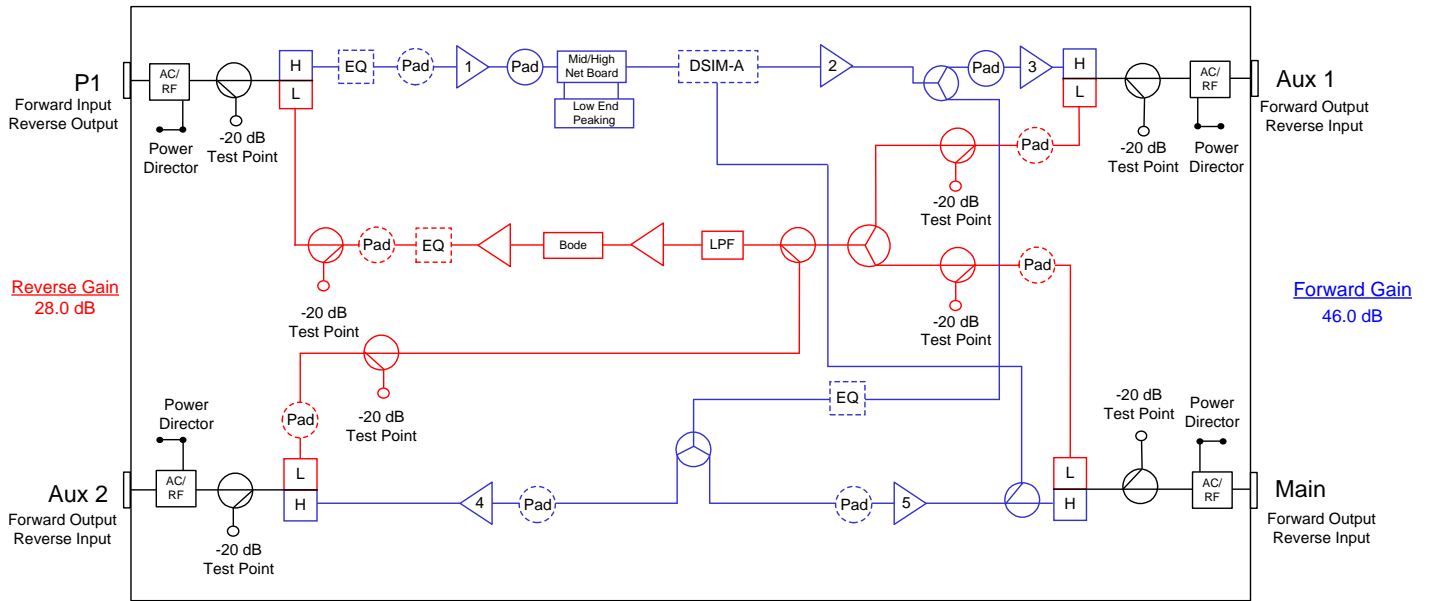 P1
Forward Input
Reverse Output
AC/
RF
Power
Director
-20 dB
Test Point
H
L
EQ
Pad
1
Pad
Mid/High
Net Board
Low End
Peaking
DSIM-A
2
Pad
3
H
L
-20 dB
Test Point
AC/
RF
Power
Director
Aux 1
Forward Output
Reverse Input
Pad
-20 dB
Test Point
Reverse Gain
28.0 dB
-20 dB
Test Point
Pad
EQ
Bode
LPF
-20 dB
Test Point
Pad
Forward Gain
46.0 dB
-20 dB
Test Point
Pad
EQ
Power
Director
AC/
RF
Aux 2
Forward Output
Reverse Input
-20 dB
Test Point
L
H
4
Pad
Pad
5
L
H
-20 dB
Test Point
Power
Director
AC/
RF
Main
Forward Output
Reverse Input